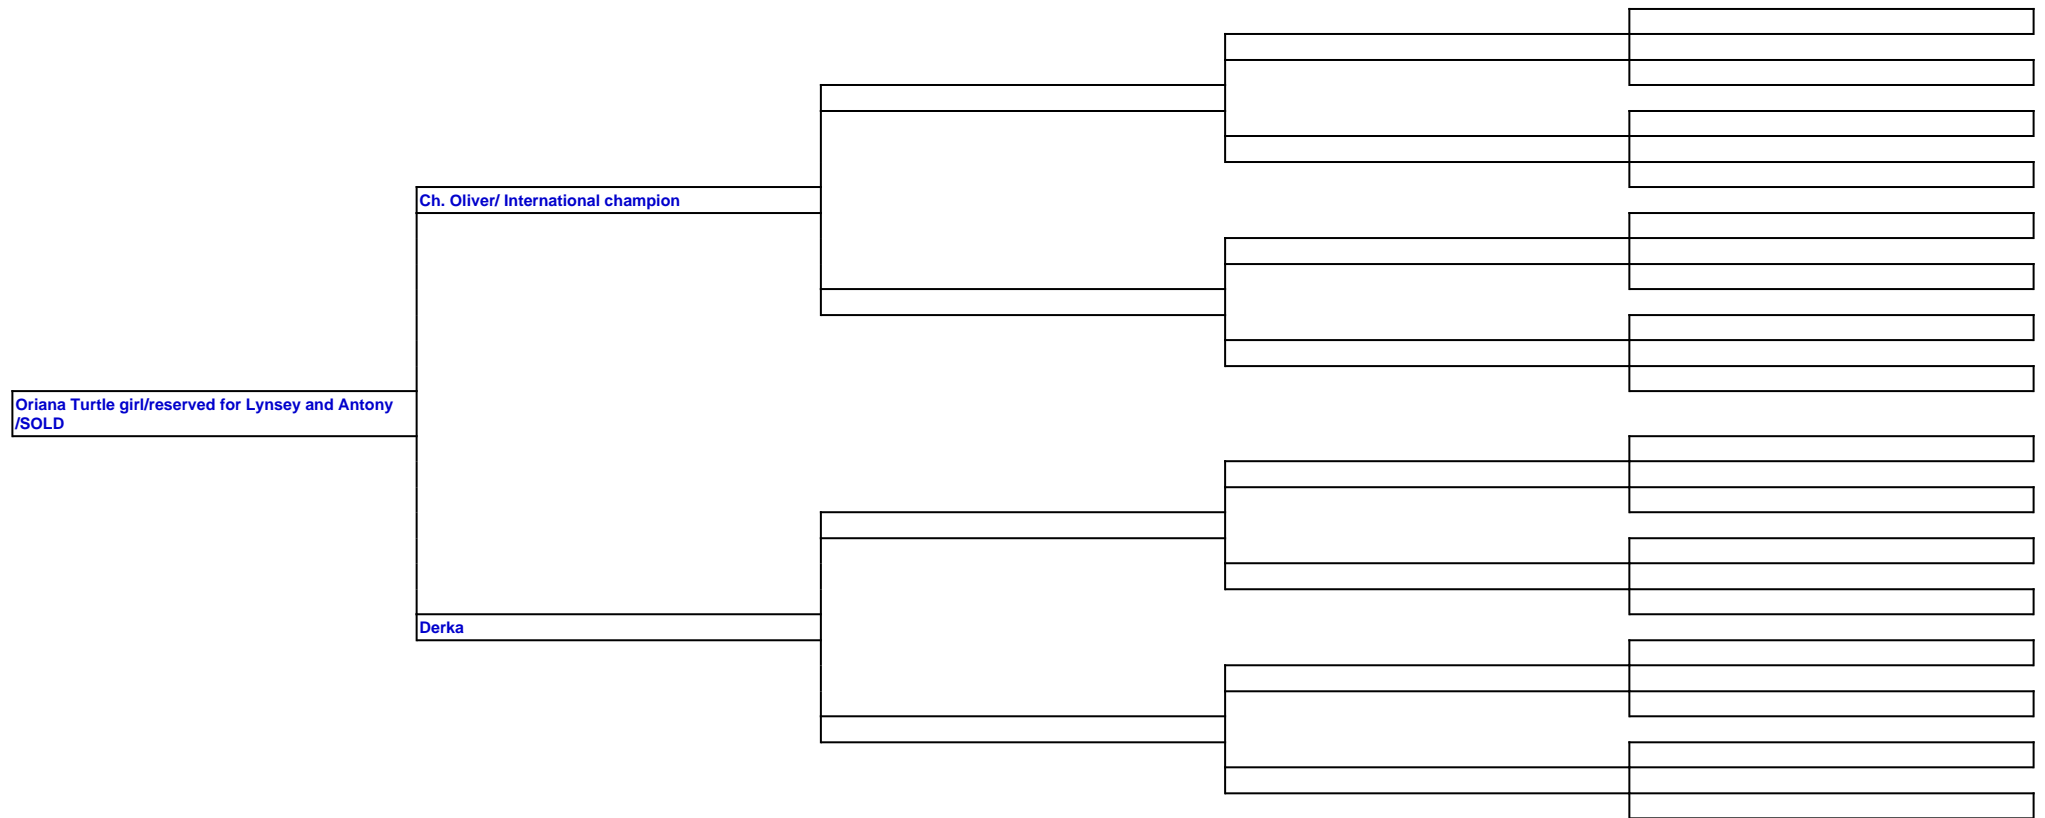 Ch. Oliver/ International champion
Oriana Turtle girl/reserved for Lynsey and Antony
/SOLD
Derka